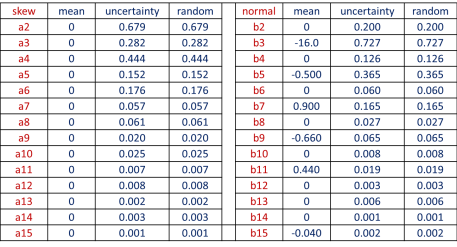 skew mean uncertainty random normal mean uncertainty random
a2 0 0.679 0.679 b2 0 0.200 0.200
a3 0 0.282 0.282 b3 -16.0 0.727 0.727
a4 0 0.444 0.444 b4 0 0.126 0.126
a5 0 0.152 0.152 b5 -0.500 0.365 0.365
a6 0 0.176 0.176 b6 0 0.060 0.060
a7 0 0.057 0.057 b7 0.900 0.165 0.165
a8 0 0.061 0.061 b8 0 0.027 0.027
a9 0 0.020 0.020 b9 -0.660 0.065 0.065
a10 0 0.025 0.025 b10 0 0.008 0.008
a11 0 0.007 0.007 b11 0.440 0.019 0.019
a12 0 0.008 0.008 b12 0 0.003 0.003
a13 0 0.002 0.002 b13 0 0.006 0.006
a14 0 0.003 0.003 b14 0 0.001 0.001
a15 0 0.001 0.001 b15 -0.040 0.002 0.002